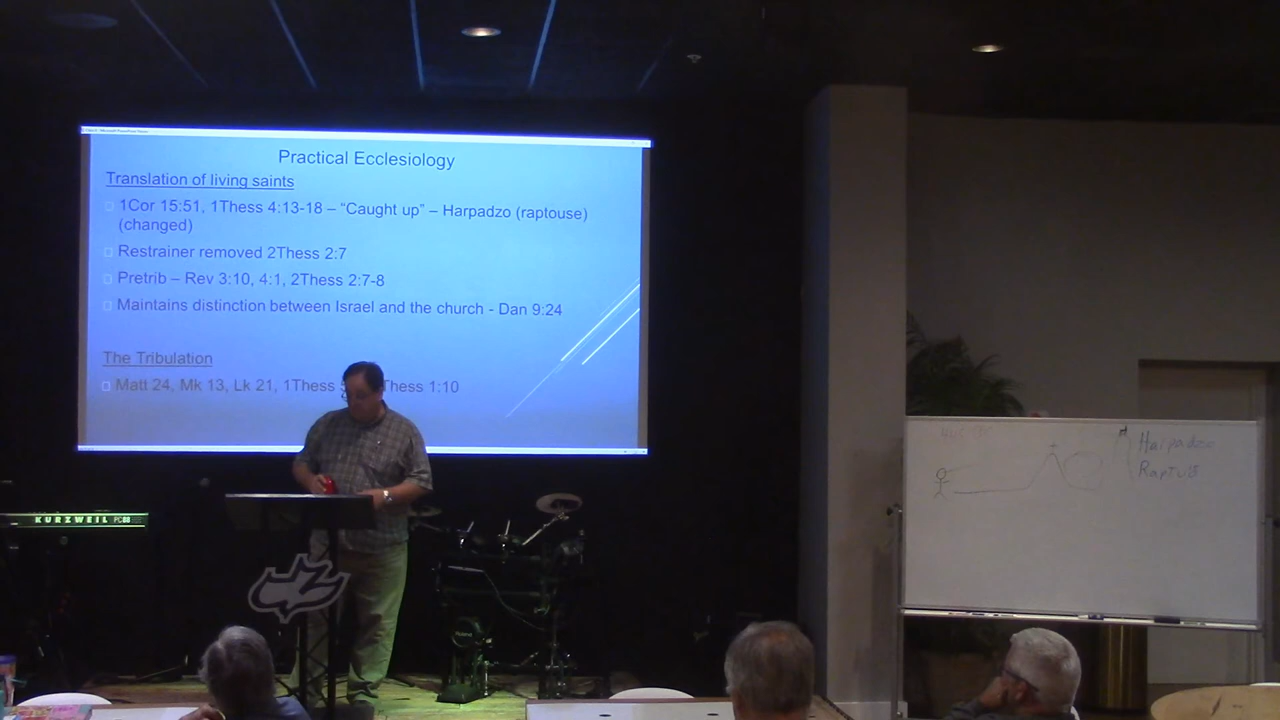 Practical Ecclesiology
Translation of living saints
1Cor 15:51, 1Thess 4:13-18 – “Caught up” – Harpadzo (raptouse)
(changed)
Restrainer removed 2Thess 2:7
Pretrib – Rev 3:10, 4:1, 2Thess 2:7-8
Maintains distinction between Israel and the church - Dan 9:24
The Tribulation
Matt 24, Mk 13, Lk 21, 1Thess Thess 1:10
Harpadzo
KURZWEIL PC88
Roland